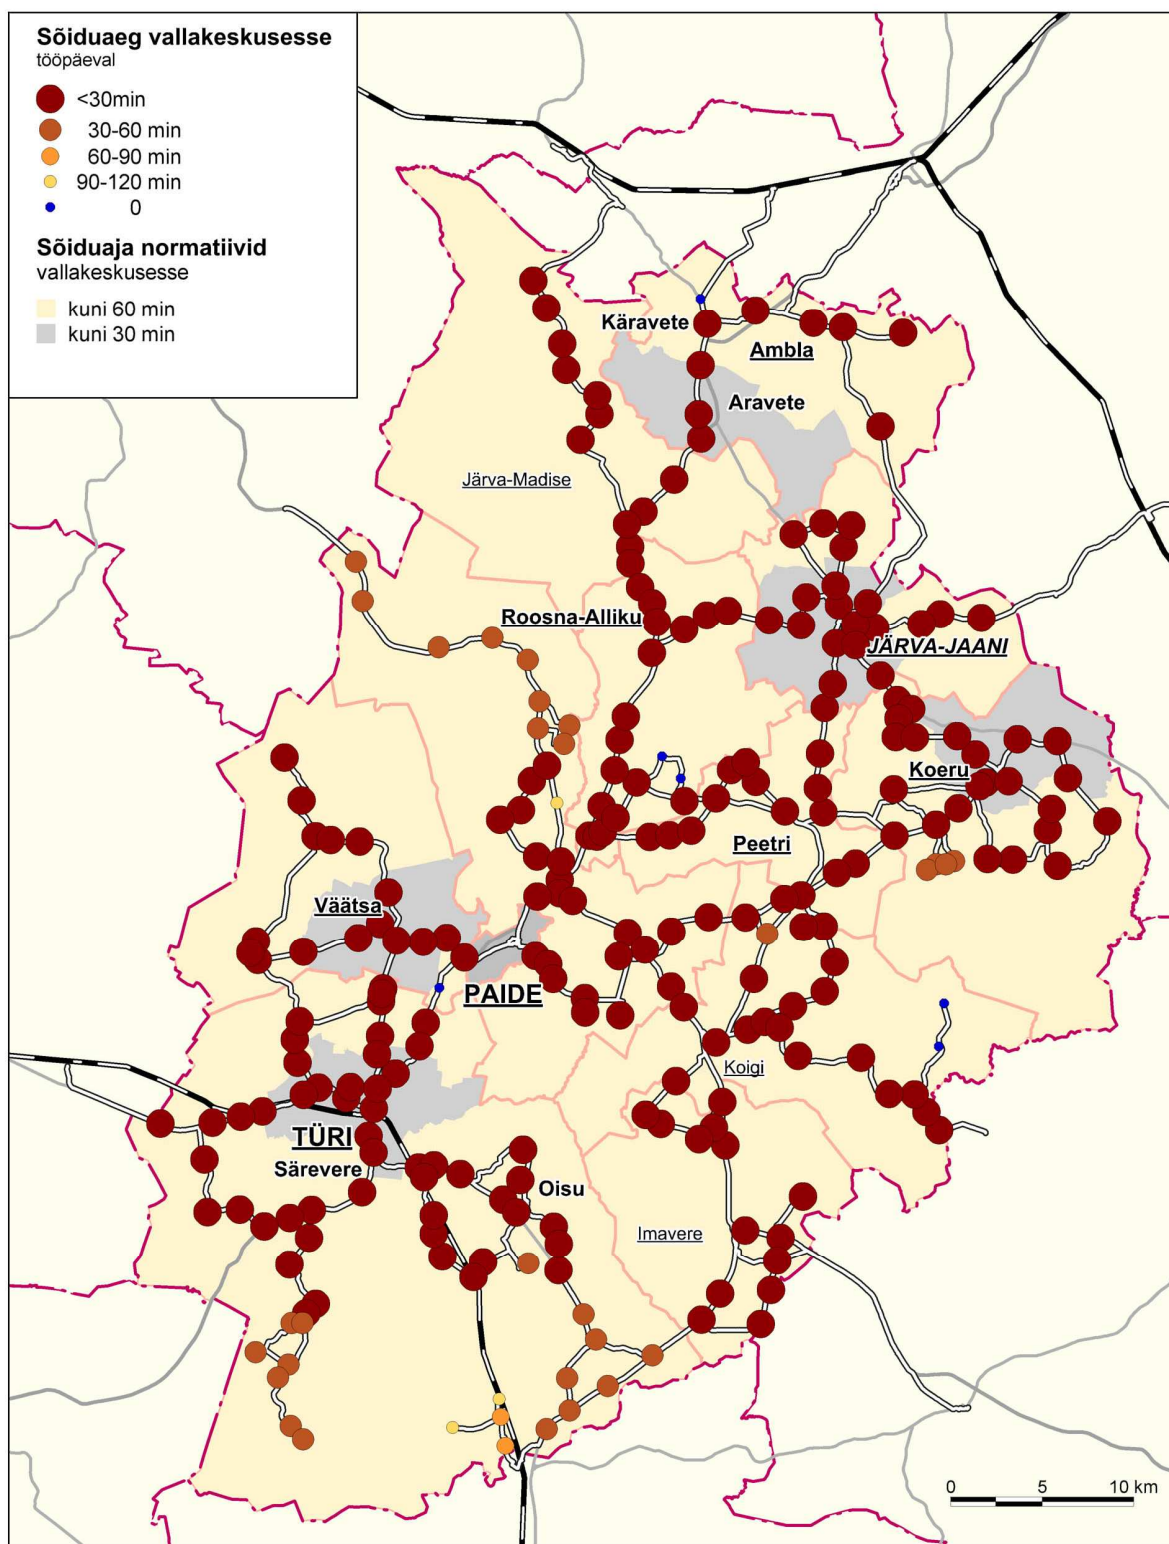 Sõiduaeg vallakeskusesse
tööpäeval
<30min
30-60 min
60-90 min
90-120 min
0
Sõiduaja normatiivid
vallakeskusesse
kuni 60 min
kuni 30 min
Käravete
Ambla
Aravete
Järva-Madise
Roosna-Alliku
JÄRVA-JAANI
Koeru
Peetri
Väätsa
PAIDE
Koigi
TÜRI
Särevere
Oisu
Imavere
0 5 10 km